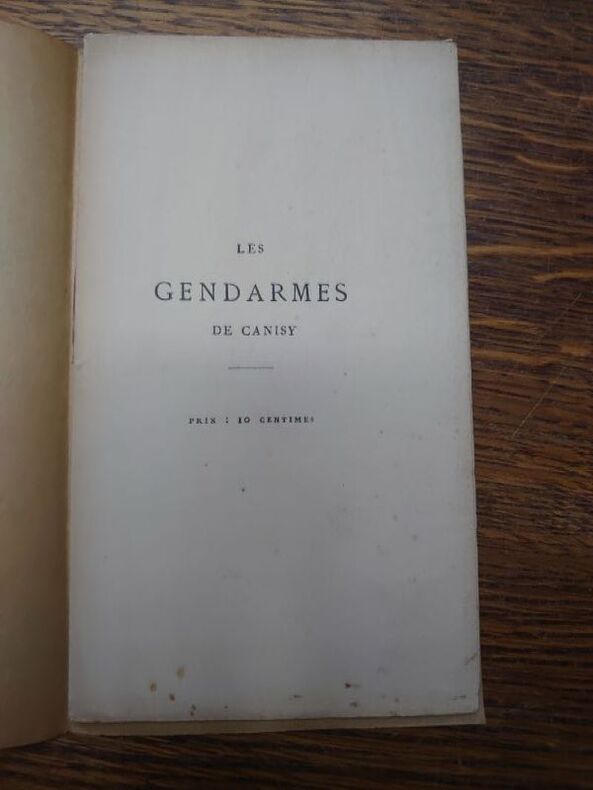 LES
GENDARMES
DE CANISY
PRIX : 10 CENTIMES